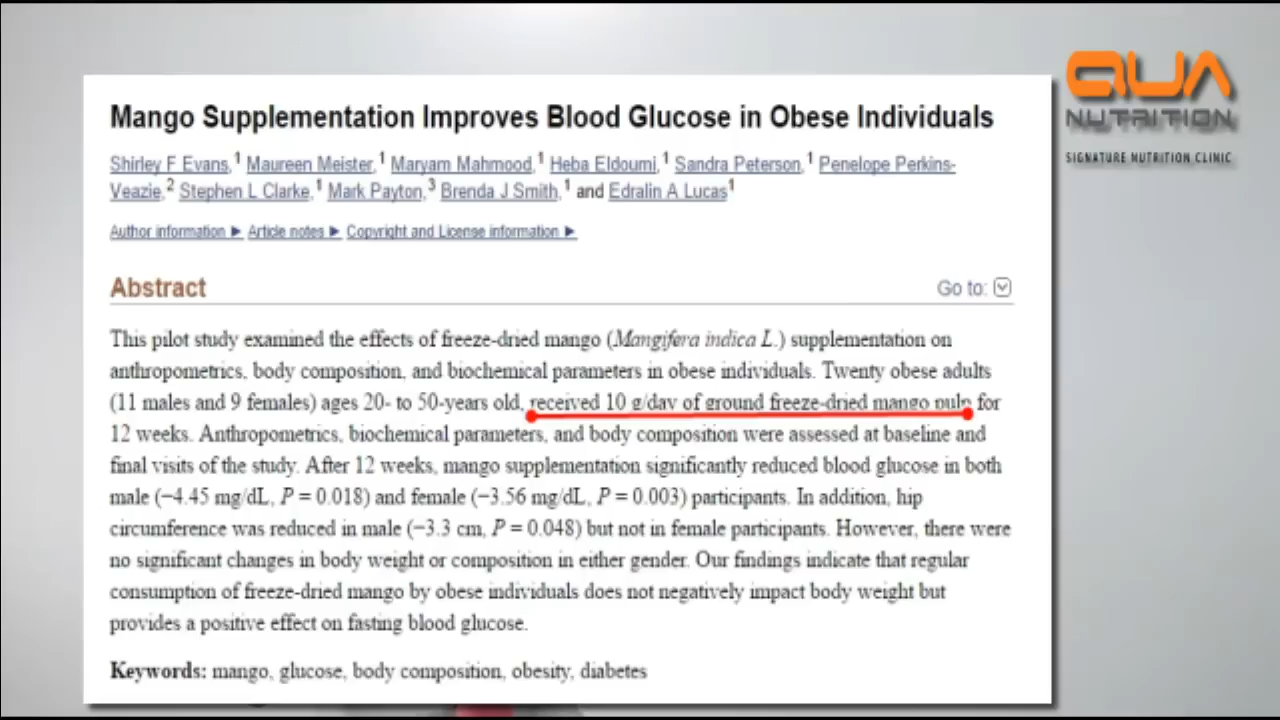 Mango Supplementation Improves Blood Glucose in Obese Individuals
QUA
NUTRITION
SIGNATURE NUTRITION CLINIC
Shirley F Evans,1 Maureen Meister,1 Maryam Mahmood,1 Heba Eldoumi,1 Sandra Peterson,1 Penelope Perkins-
Veazie,2 Stephen L Clarke,1 Mark Payton,3 Brenda J Smith,1 and Edralin A Lucas1
Author information ▶ Article notes ▶ Copyright and License information ▶
Abstract
Go to:
This pilot study examined the effects of freeze-dried mango (Mangifera indica L.) supplementation on
anthropometrics, body composition, and biochemical parameters in obese individuals. Twenty obese adults
(11 males and 9 females) ages 20- to 50-years old, received 10 g/day of ground freeze-dried mango pulp for
12 weeks. Anthropometrics, biochemical parameters, and body composition were assessed at baseline and
final visits of the study. After 12 weeks, mango supplementation significantly reduced blood glucose in both
male (−4.45 mg/dL, P = 0.018) and female (−3.56 mg/dL, P = 0.003) participants. In addition, hip
circumference was reduced in male (−3.3 cm, P = 0.048) but not in female participants. However, there were
no significant changes in body weight or composition in either gender. Our findings indicate that regular
consumption of freeze-dried mango by obese individuals does not negatively impact body weight but
provides a positive effect on fasting blood glucose.
Keywords: mango, glucose, body composition, obesity, diabetes